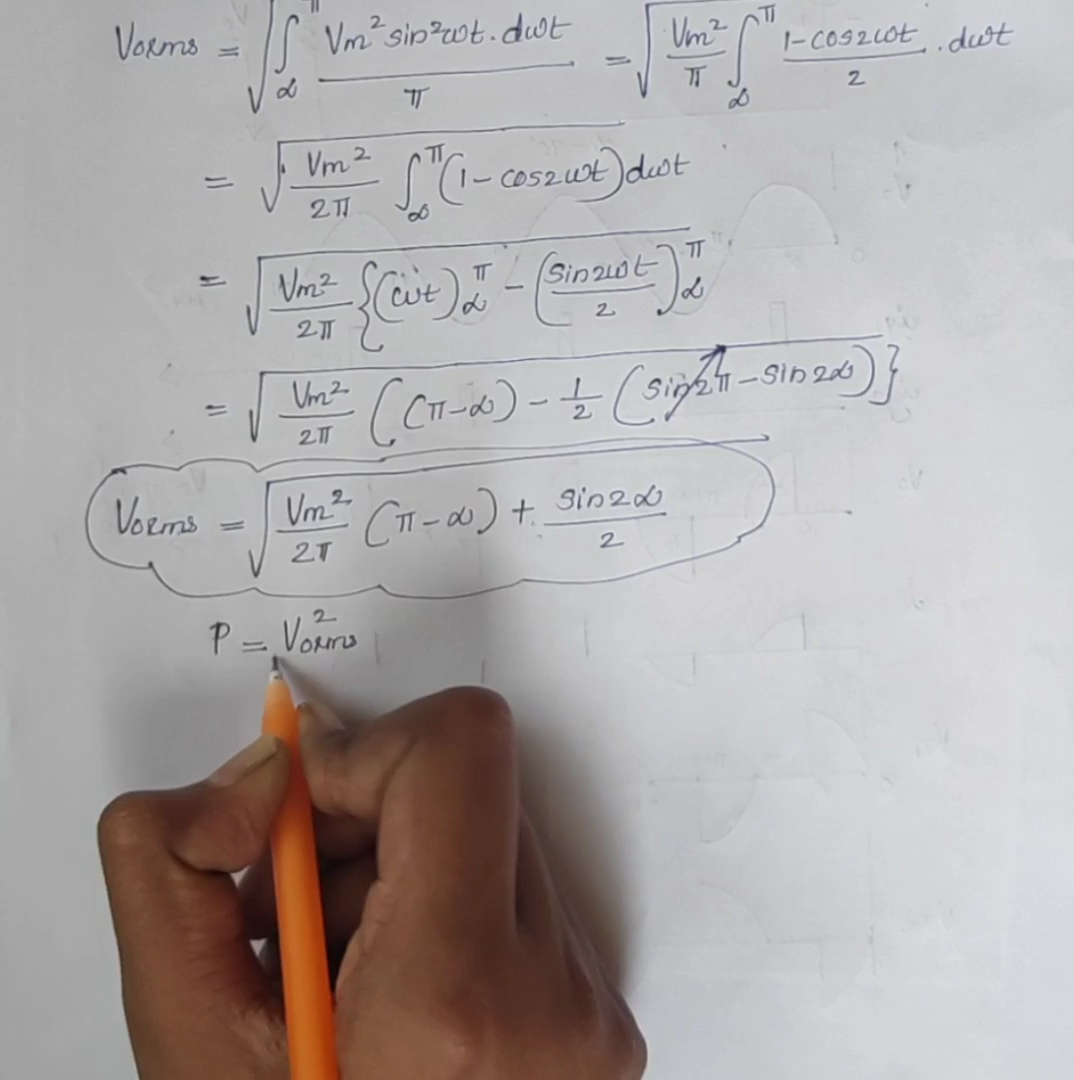 Vorms = √∫_α^π Vm² sin²ωt . dωt / π = √Vm²/π ∫_α^π 1-cos2ωt / 2 . dωt
= √Vm²/2π ∫_α^π (1-cos2ωt) dωt
= √Vm²/2π {(ωt)_α^π - (sin2ωt/2)_α^π
= √Vm²/2π ((π-α) - 1/2 (sin2π - sin2α)}
Vorms = √Vm²/2π (π-α) + sin2α/2
P = Vorms²